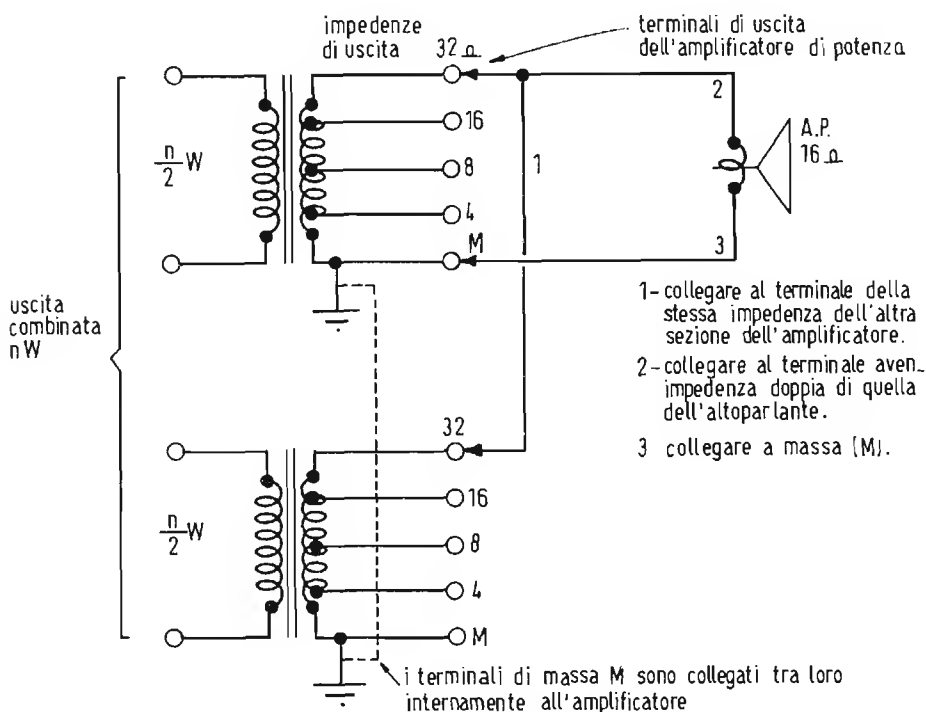 impedenze
di uscita
terminali di uscita
dell'amplificatore di potenza
32 Ω
16
8
4
M
n/2 W
1
2
3
A.P.
16 Ω
uscita
combinata
n W
1-collegare al terminale della
stessa impedenza dell'altra
sezione dell'amplificatore.
2-collegare al terminale aven_
impedenza doppia di quella
dell'altoparlante.
3 collegare a massa (M).
32
16
8
4
M
n/2 W
i terminali di massa M sono collegati tra loro
internamente all'amplificatore